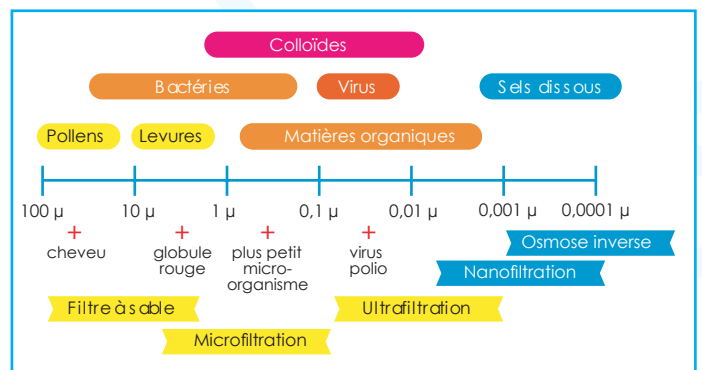 Colloïdes
Bactéries Virus Sels dissous
Pollens Levures Matières organiques
100 µ 10 µ 1 µ 0,1 µ 0,01 µ 0,001 µ 0,0001 µ
+ + + +
cheveu globule plus petit virus
rouge micro- polio
organisme
Osmose inverse
Nanofiltration
Filtre à sable Ultrafiltration
Microfiltration